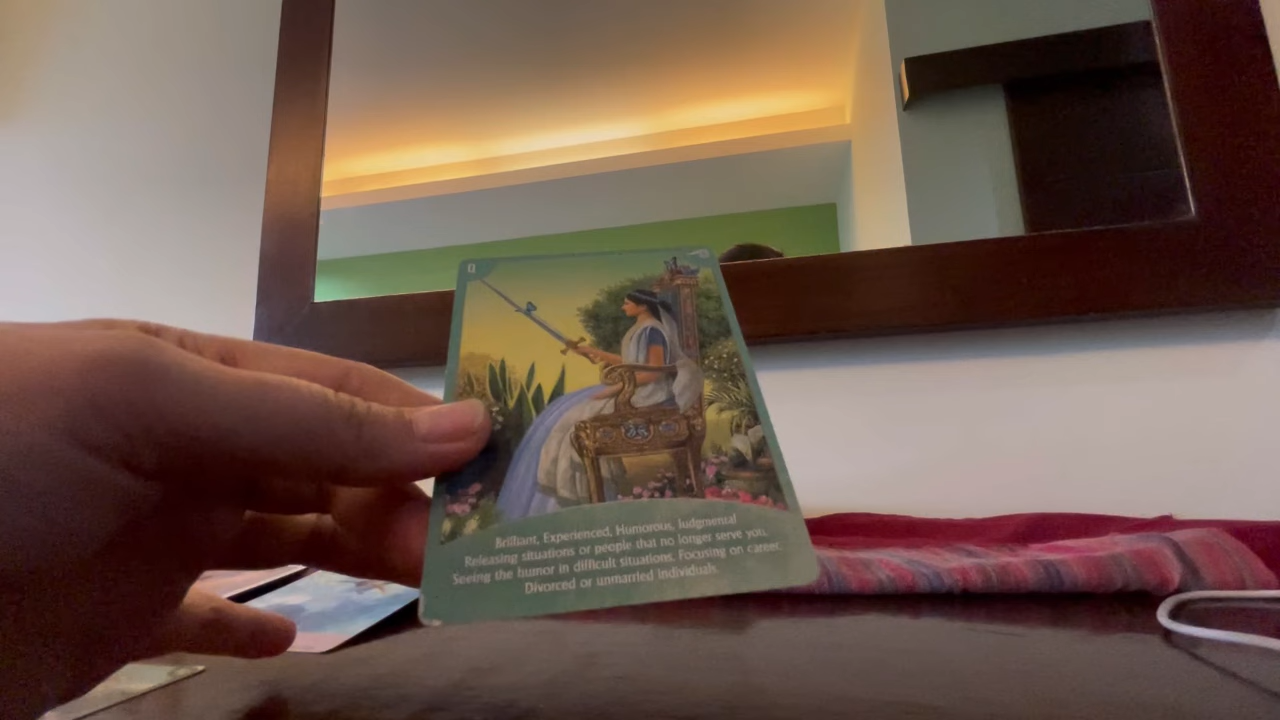 Brilliant, Experienced, Humorous, Judgmental
Releasing situations or people that no longer serve you.
Seeing the humor in difficult situations. Focusing on career.
Divorced or unmarried individuals.